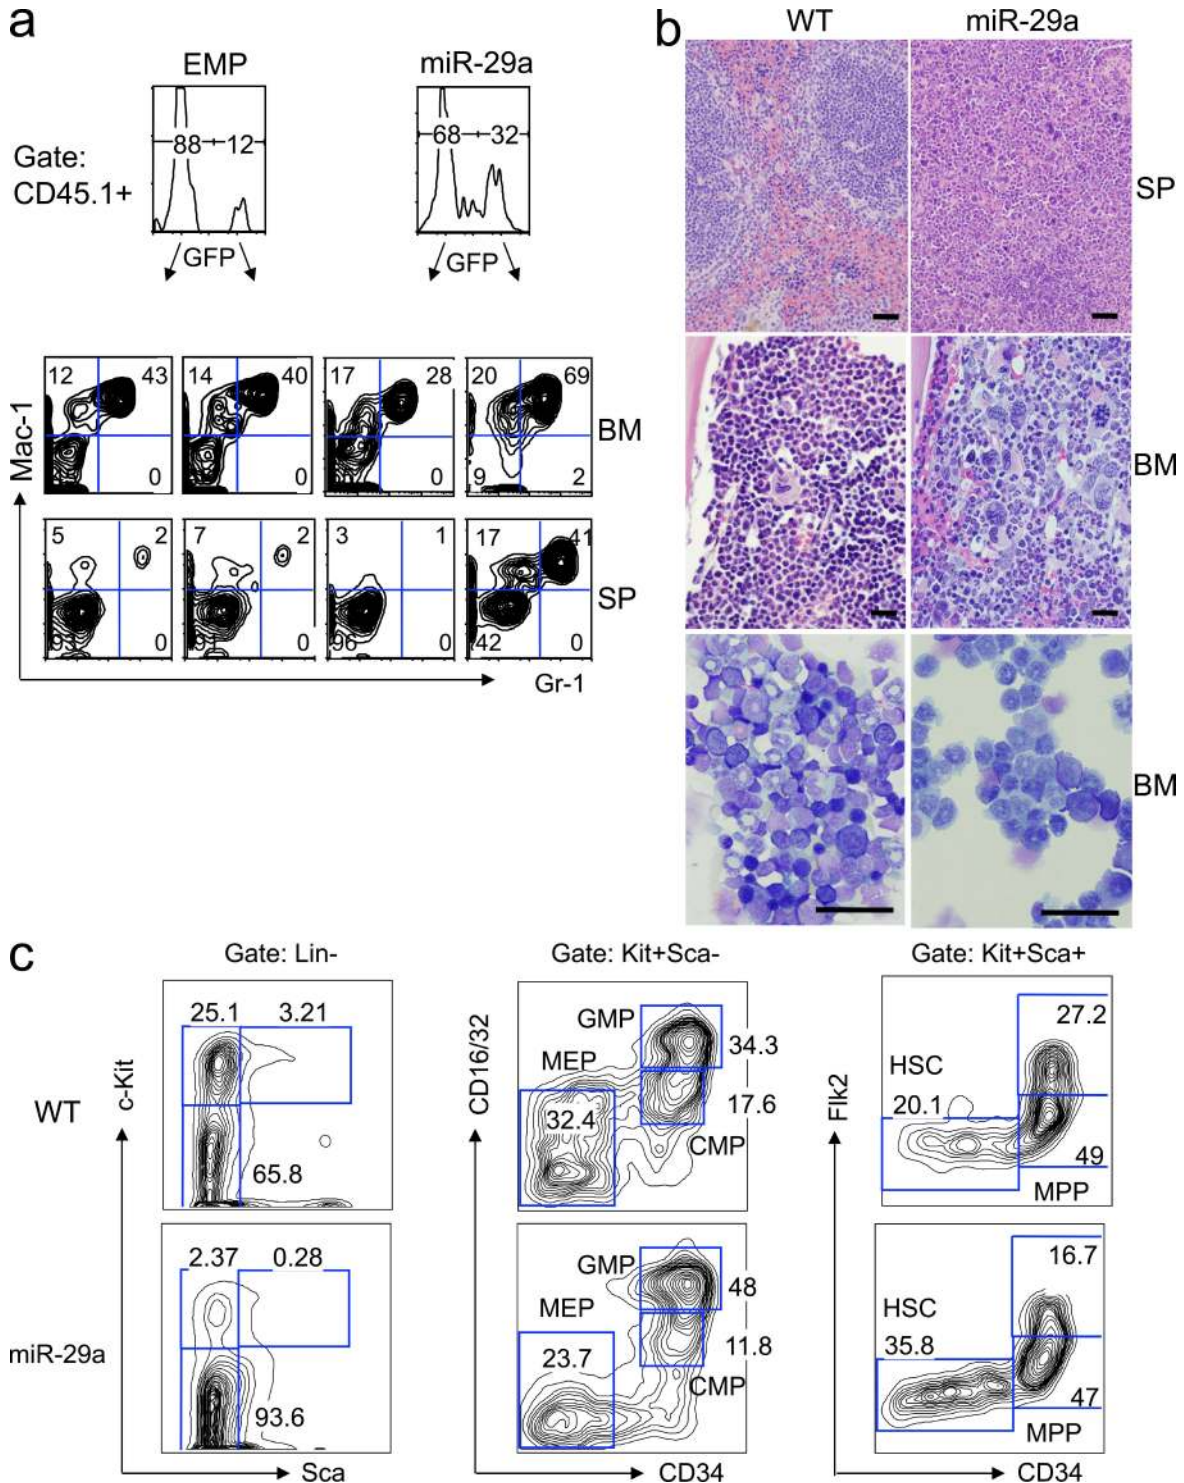 a
EMP
miR-29a
Gate:
CD45.1+
88 12
68 32
GFP
GFP
Mac-1
12 43
0
14 40
0
17 28
0
20 69
9 2
BM
5 2
93 0
7 2
91 0
3 1
96 0
17 41
42 0
SP
Gr-1
b
WT
miR-29a
SP
BM
BM
c
Gate: Lin-
Gate: Kit+Sca-
Gate: Kit+Sca+
WT
c-Kit
25.1 3.21
65.8
CD16/32
GMP
34.3
MEP
32.4
17.6
CMP
Flk2
27.2
HSC
20.1
49
MPP
miR-29a
2.37 0.28
93.6
GMP
48
MEP
23.7
11.8
CMP
16.7
HSC
35.8
47
MPP
Sca
CD34
CD34